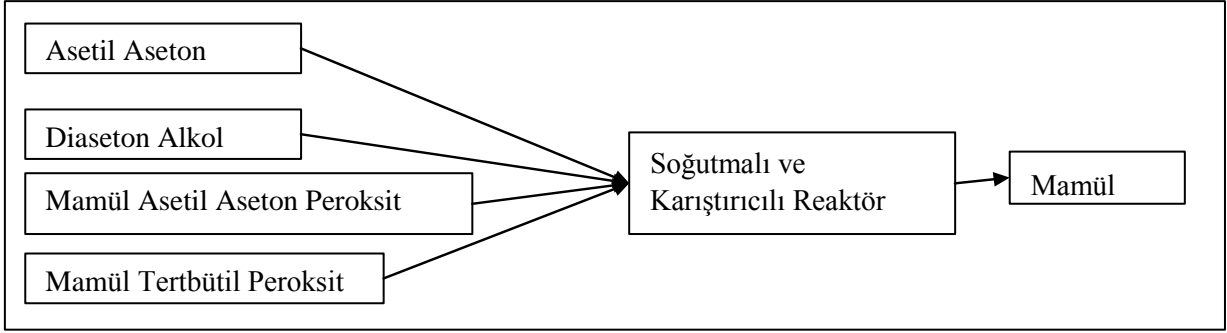 Asetil Aseton
Diaseton Alkol
Mamül Asetil Aseton Peroksit
Mamül Tertbütil Peroksit
Soğutmalı ve
Karıştırıcılı Reaktör
Mamül